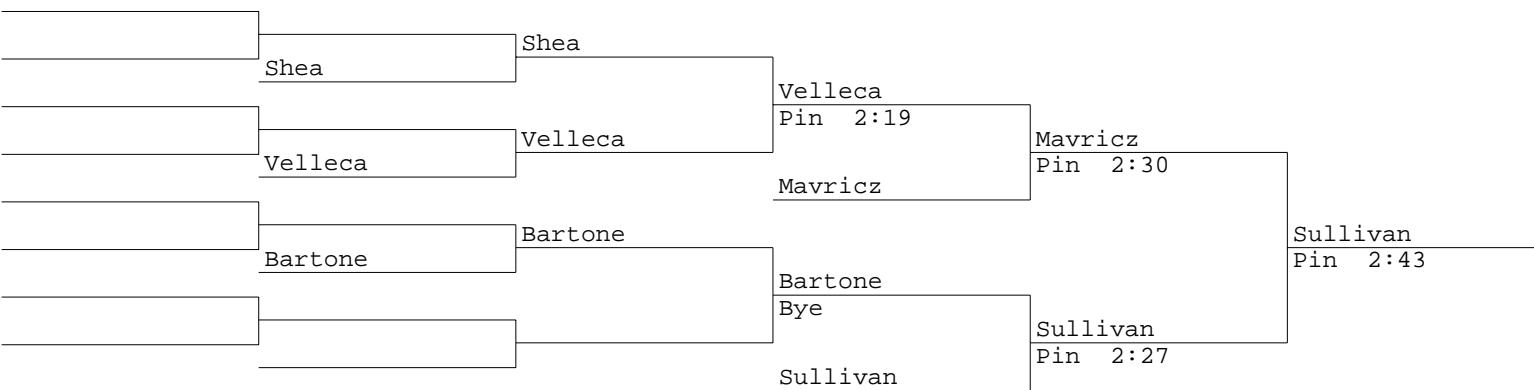 Shea
Shea
Velleca
Pin 2:19
Velleca
Mavricz
Velleca
Pin 2:30
Mavricz
Bartone
Sullivan
Bartone
Pin 2:43
Bartone
Bye
Sullivan
Pin 2:27
Sullivan